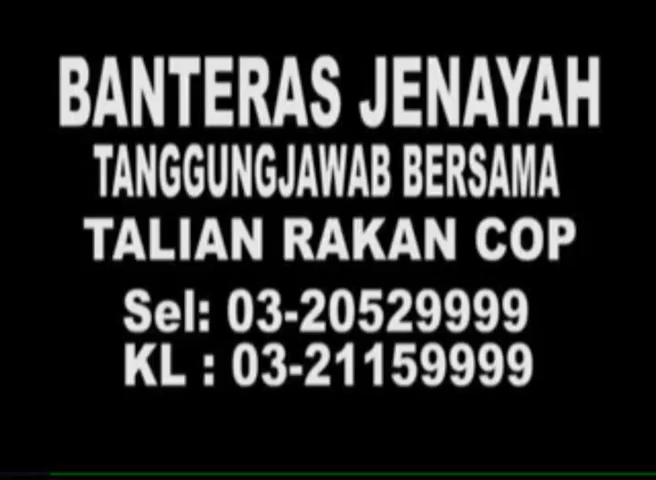 BANTERAS JENAYAH
TANGGUNGJAWAB BERSAMA
TALIAN RAKAN COP
Sel: 03-20529999
KL : 03-21159999